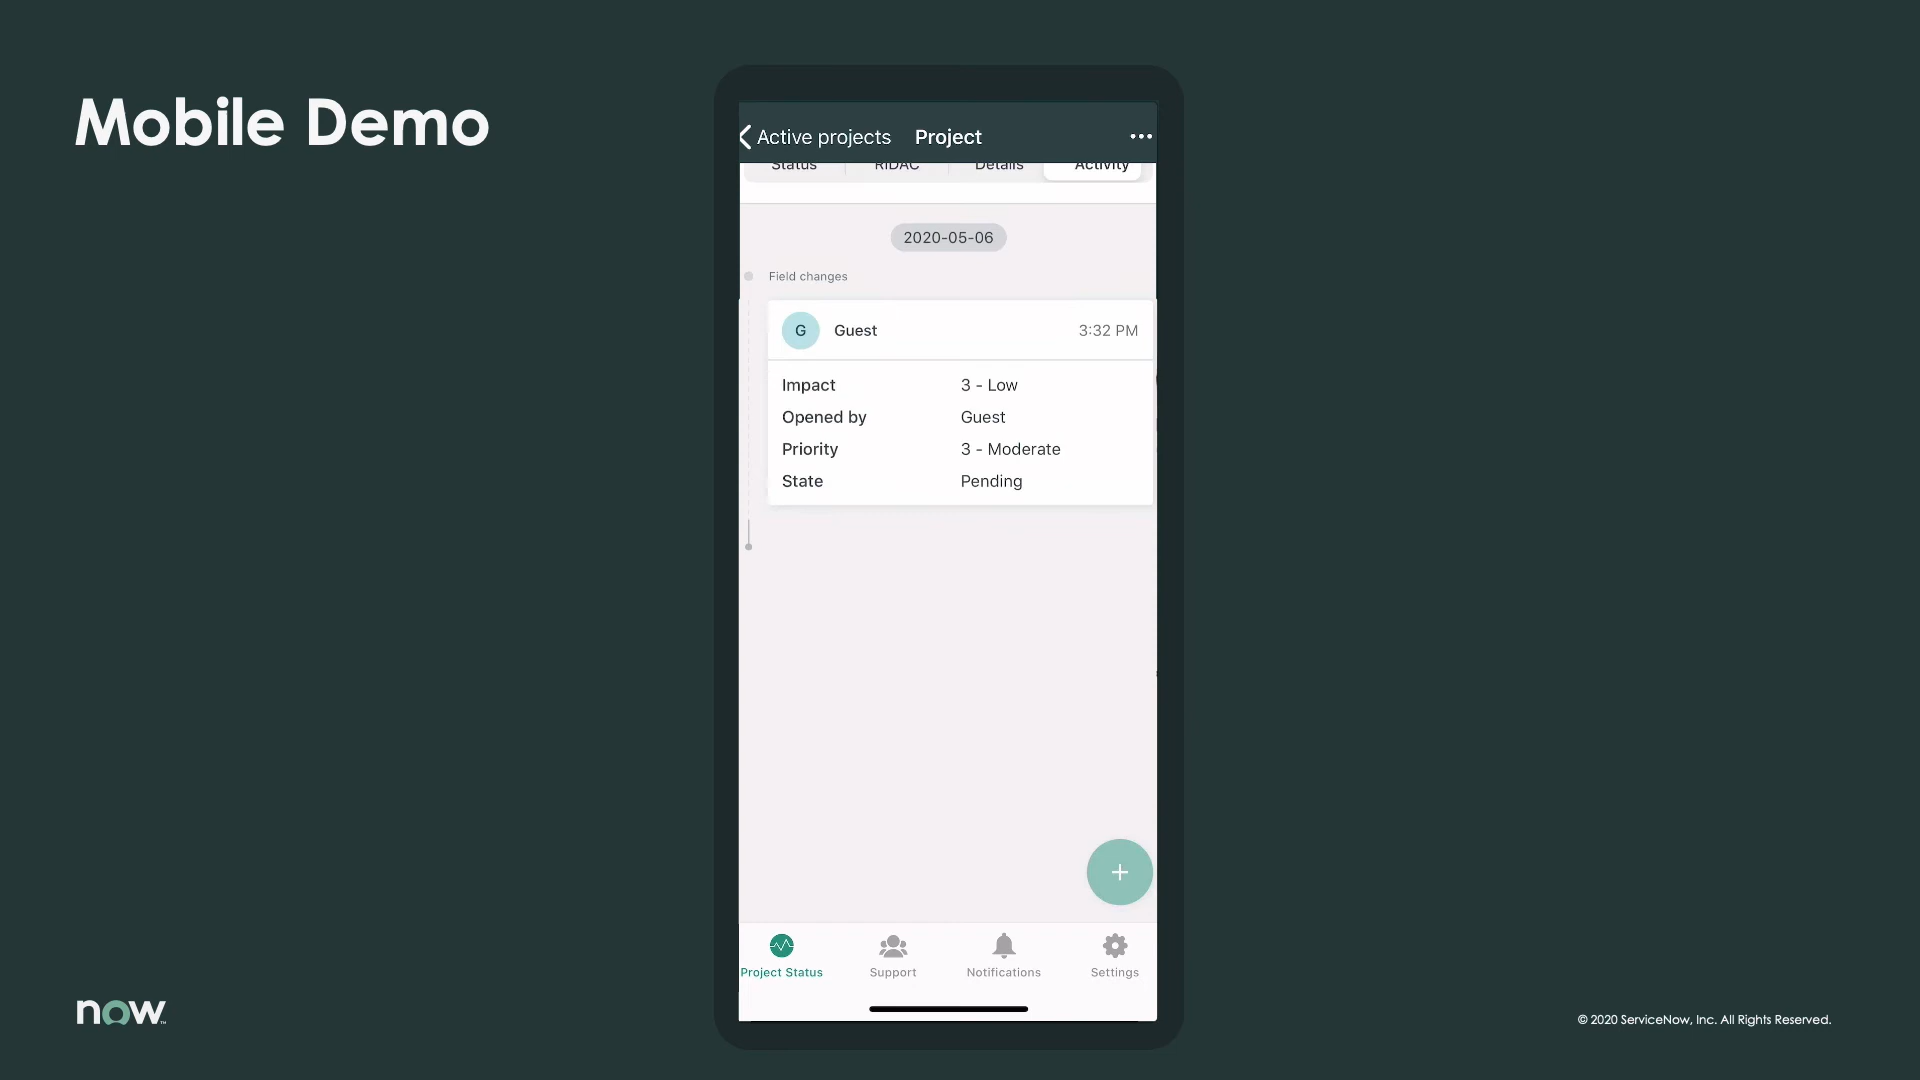 Mobile Demo
Active projects Project
Status RIDAC Details Activity
2020-05-06
Field changes
G Guest 3:32 PM
Impact 3 - Low
Opened by Guest
Priority 3 - Moderate
State Pending
+
Project Status Support Notifications Settings
now™
© 2020 ServiceNow, Inc. All Rights Reserved.